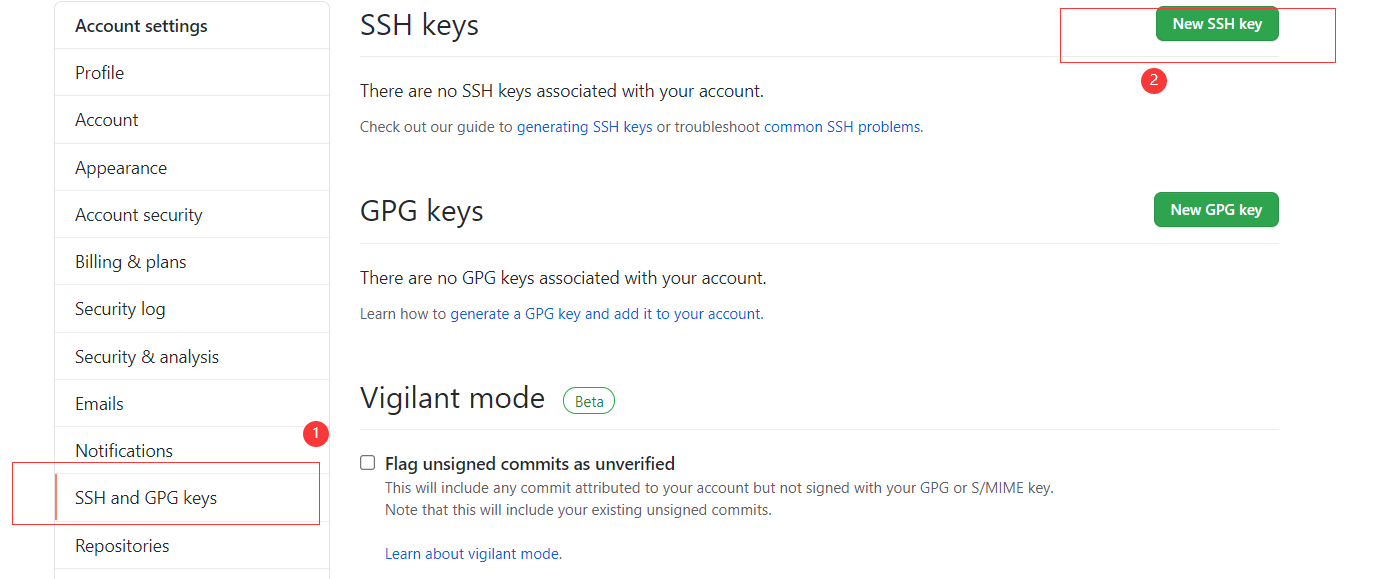 Account settings
Profile
Account
Appearance
Account security
Billing & plans
Security log
Security & analysis
Emails
Notifications
1
SSH and GPG keys
Repositories
SSH keys
New SSH key
2
There are no SSH keys associated with your account.
Check out our guide to generating SSH keys or troubleshoot common SSH problems.
GPG keys
New GPG key
There are no GPG keys associated with your account.
Learn how to generate a GPG key and add it to your account.
Vigilant mode Beta
Flag unsigned commits as unverified
This will include any commit attributed to your account but not signed with your GPG or S/MIME key.
Note that this will include your existing unsigned commits.
Learn about vigilant mode.